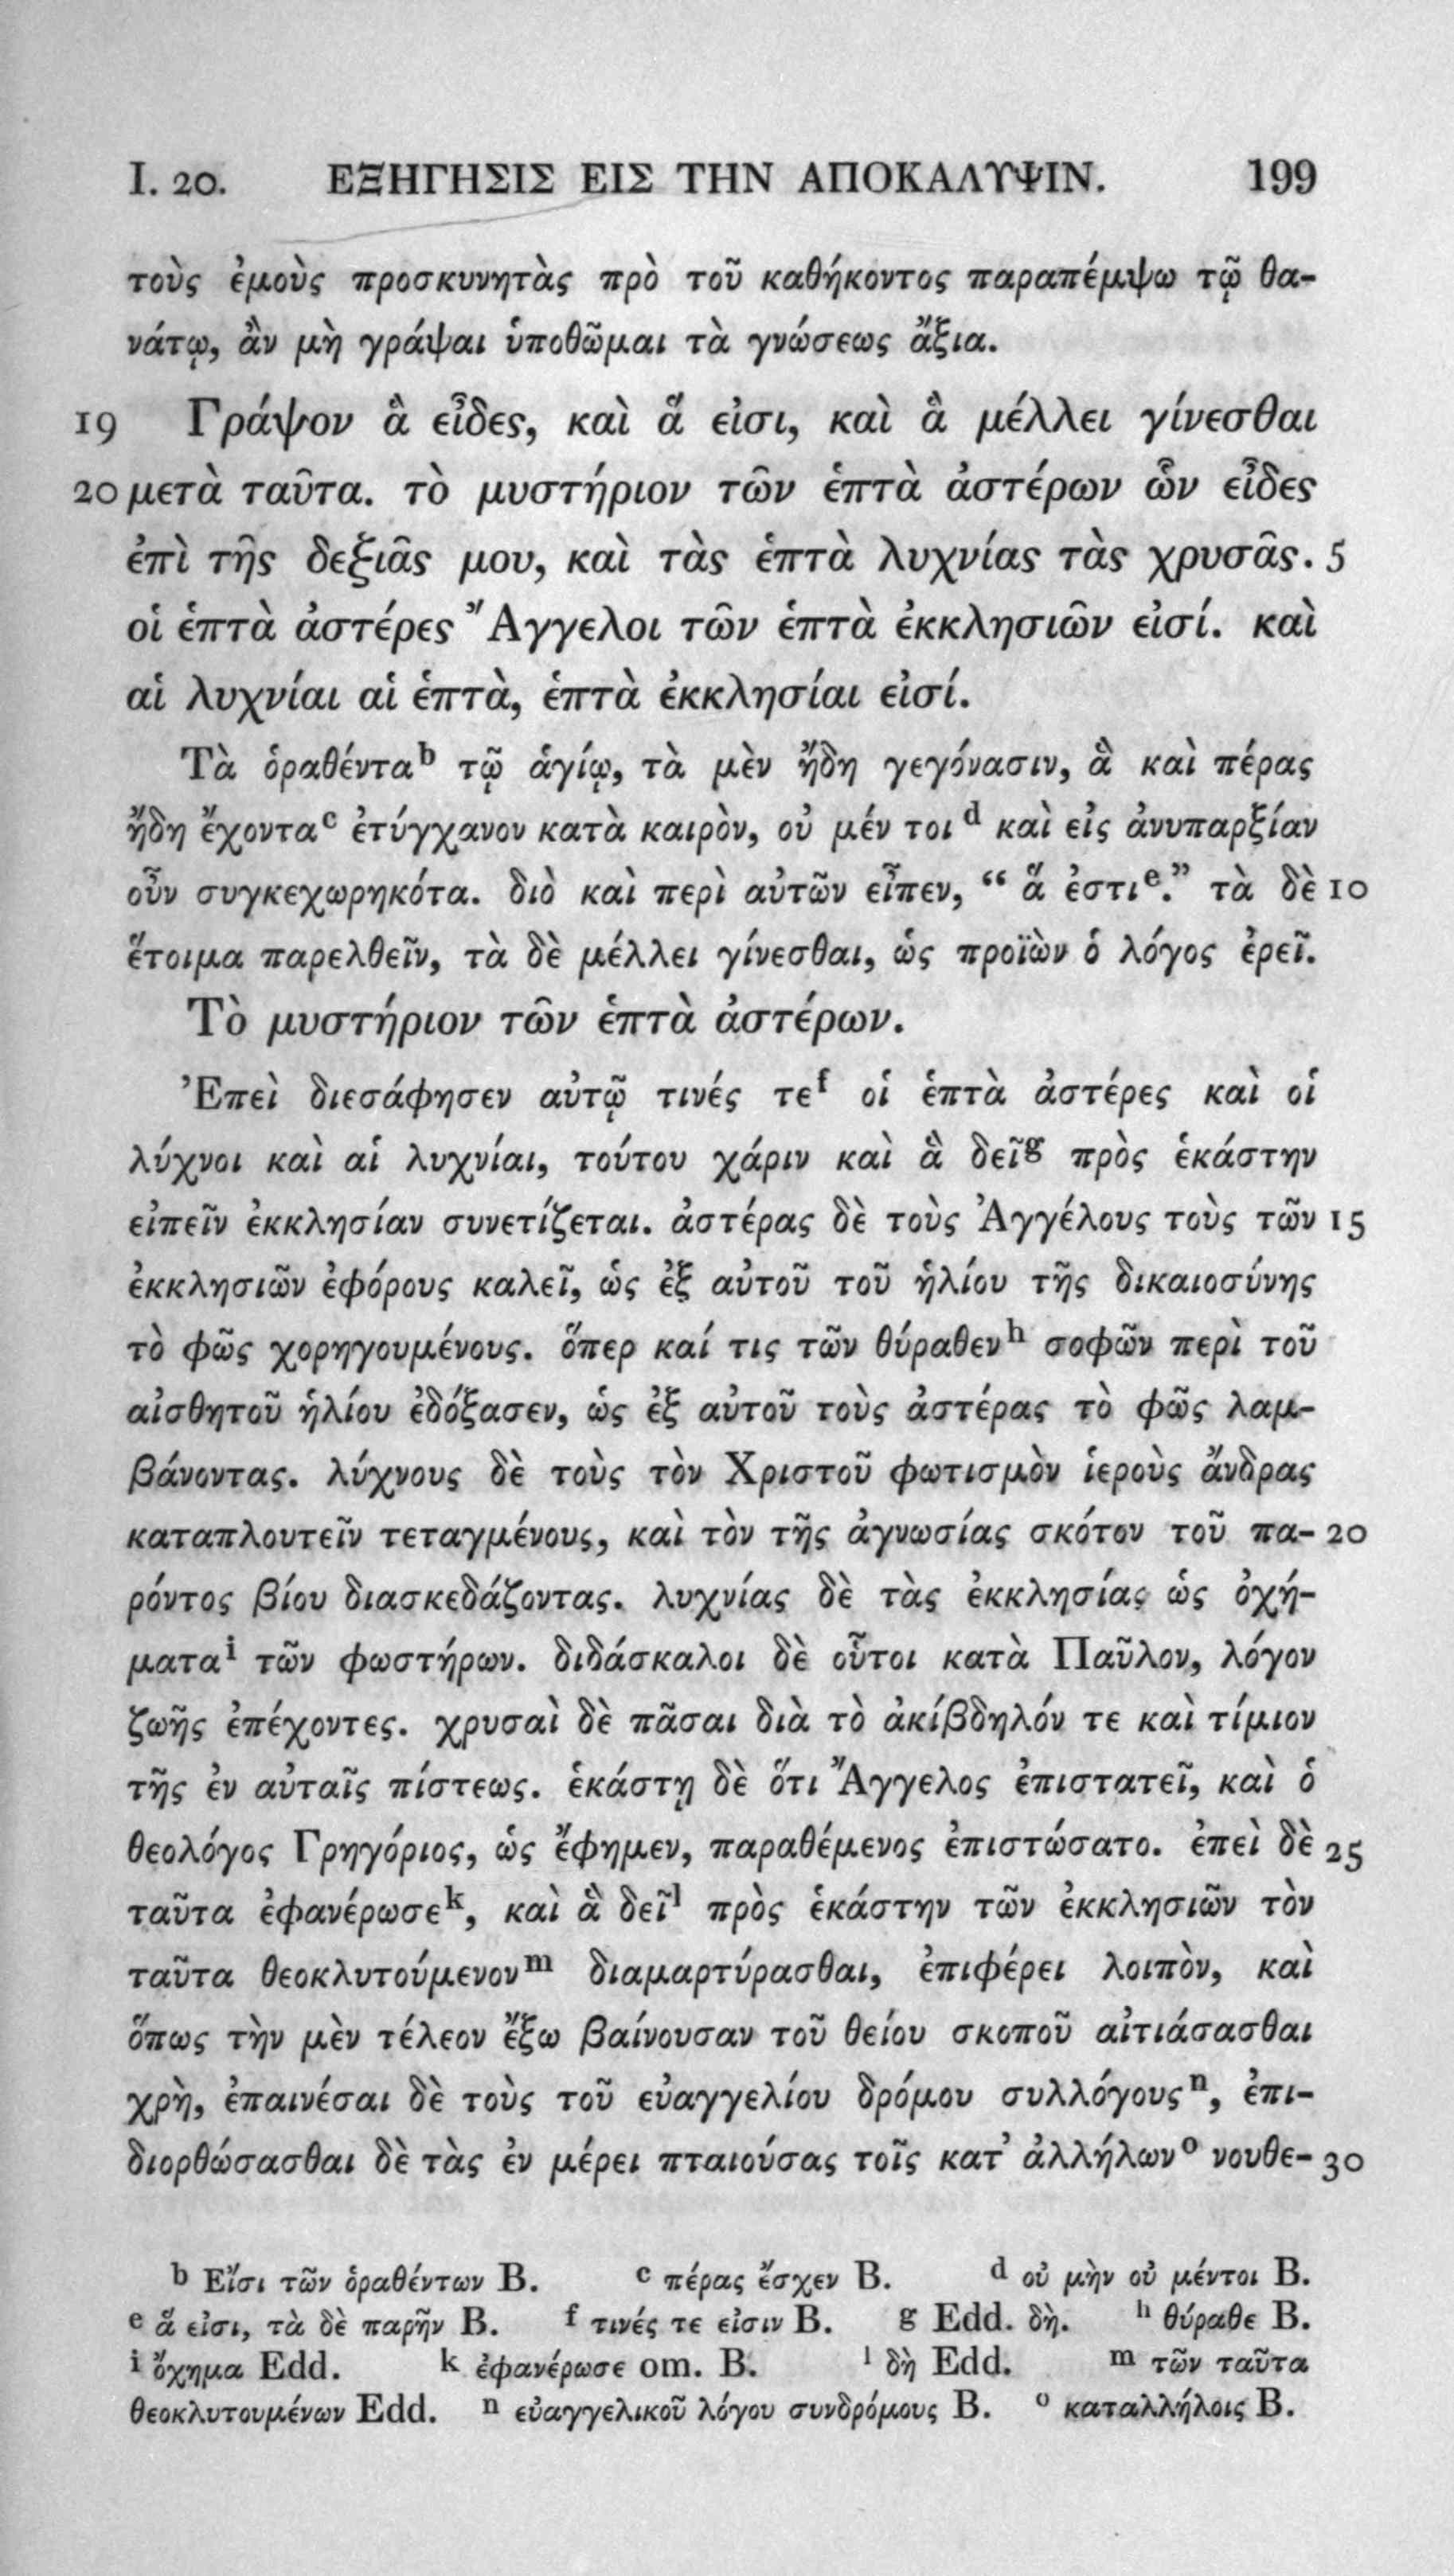 I. 20. ΕΞΗΓΗΣΙΣ ΕΙΣ ΤΗΝ ΑΠΟΚΑΛΥΨΙΝ. 199
τοὺς ἐμοὺς προσκυνητὰς πρὸ τοῦ καθήκοντος παραπέμψω τῷ θα-
νάτῳ, ἂν μὴ γράψαι ὑποθῶμαι τὰ γνώσεως ἄξια.
19 Γράψον ἃ εἶδες, καὶ ἅ εἰσι, καὶ ἃ μέλλει γίνεσθαι
20 μετὰ ταῦτα. τὸ μυστήριον τῶν ἑπτὰ ἀστέρων ὧν εἶδες
ἐπὶ τῆς δεξιᾶς μου, καὶ τὰς ἑπτὰ λυχνίας τὰς χρυσᾶς. 5
οἱ ἑπτὰ ἀστέρες Ἄγγελοι τῶν ἑπτὰ ἐκκλησιῶν εἰσί. καὶ
αἱ λυχνίαι αἱ ἑπτὰ, ἑπτὰ ἐκκλησίαι εἰσί.
Τὰ ὁραθέντα b τῷ ἁγίῳ, τὰ μὲν ἤδη γεγόνασιν, ἃ καὶ πέρας
ἤδη ἔχοντα c ἐτύγχανον κατὰ καιρὸν, οὐ μέν τοι d καὶ εἰς ἀνυπαρξίαν
οὖν συγκεχωρηκότα. διὸ καὶ περὶ αὐτῶν εἶπεν, “ ἅ ἐστι e.” τὰ δὲ 10
ἕτοιμα παρελθεῖν, τὰ δὲ μέλλει γίνεσθαι, ὡς προϊὼν ὁ λόγος ἐρεῖ.
Τὸ μυστήριον τῶν ἑπτὰ ἀστέρων.
Ἐπεὶ διεσάφησεν αὐτῷ τινές τε f οἱ ἑπτὰ ἀστέρες καὶ οἱ
λύχνοι καὶ αἱ λυχνίαι, τούτου χάριν καὶ ἃ δεῖ g πρὸς ἑκάστην
εἰπεῖν ἐκκλησίαν συνετίζεται. ἀστέρας δὲ τοὺς Ἀγγέλους τοὺς τῶν 15
ἐκκλησιῶν ἐφόρους καλεῖ, ὡς ἐξ αὐτοῦ τοῦ ἡλίου τῆς δικαιοσύνης
τὸ φῶς χορηγουμένους. ὅπερ καί τις τῶν θύραθεν h σοφῶν περὶ τοῦ
αἰσθητοῦ ἡλίου ἐδόξασεν, ὡς ἐξ αὐτοῦ τοὺς ἀστέρας τὸ φῶς λαμ-
βάνοντας. λύχνους δὲ τοὺς τὸν Χριστοῦ φωτισμὸν ἱεροὺς ἄνδρας
καταπλουτεῖν τεταγμένους, καὶ τὸν τῆς ἀγνωσίας σκότον τοῦ πα- 20
ρόντος βίου διασκεδάζοντας. λυχνίας δὲ τὰς ἐκκλησίας ὡς ὀχή-
ματα i τῶν φωστήρων. διδάσκαλοι δὲ οὗτοι κατὰ Παῦλον, λόγον
ζωῆς ἐπέχοντες. χρυσαὶ δὲ πᾶσαι διὰ τὸ ἀκίβδηλόν τε καὶ τίμιον
τῆς ἐν αὐταῖς πίστεως. ἑκάστῃ δὲ ὅτι Ἄγγελος ἐπιστατεῖ, καὶ ὁ
θεολόγος Γρηγόριος, ὡς ἔφημεν, παραθέμενος ἐπιστώσατο. ἐπεὶ δὲ 25
ταῦτα ἐφανέρωσε k, καὶ ἃ δεῖ l πρὸς ἑκάστην τῶν ἐκκλησιῶν τὸν
ταῦτα θεοκλυτούμενον m διαμαρτύρασθαι, ἐπιφέρει λοιπὸν, καὶ
ὅπως τὴν μὲν τέλεον ἔξω βαίνουσαν τοῦ θείου σκοποῦ αἰτιάσασθαι
χρὴ, ἐπαινέσαι δὲ τοὺς τοῦ εὐαγγελίου δρόμου συλλόγους n, ἐπι-
διορθώσασθαι δὲ τὰς ἐν μέρει πταιούσας τοῖς κατ’ ἀλλήλων o νουθε- 30
b Εἴσι τῶν ὁραθέντων B. c πέρας ἔσχεν B. d οὐ μὴν οὐ μέντοι B.
e ἅ εἰσι, τὰ δὲ παρῆν B. f τινές τε εἰσιν B. g Edd. δὴ. h θύραθε B.
i ὄχημα Edd. k ἐφανέρωσε om. B. l δὴ Edd. m τῶν ταῦτα
θεοκλυτουμένων Edd. n εὐαγγελικοῦ λόγου συνδρόμους B. o καταλλήλοις B.